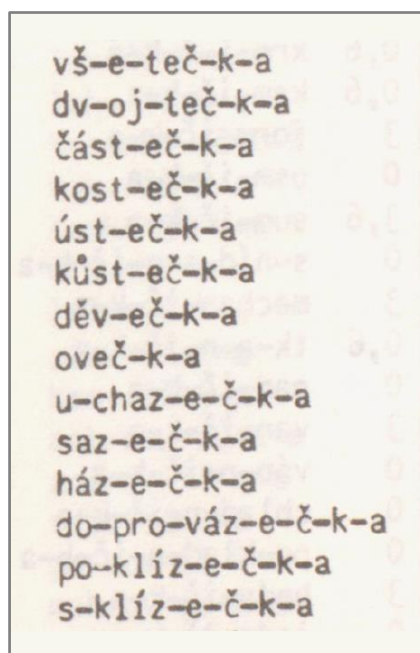 vš-e-teč-k-a
dv-oj-teč-k-a
část-eč-k-a
kost-eč-k-a
úst-eč-k-a
kůst-eč-k-a
děv-eč-k-a
oveč-k-a
u-chaz-e-č-k-a
saz-e-č-k-a
ház-e-č-k-a
do-pro-váz-e-č-k-a
po-klíz-e-č-k-a
s-klíz-e-č-k-a